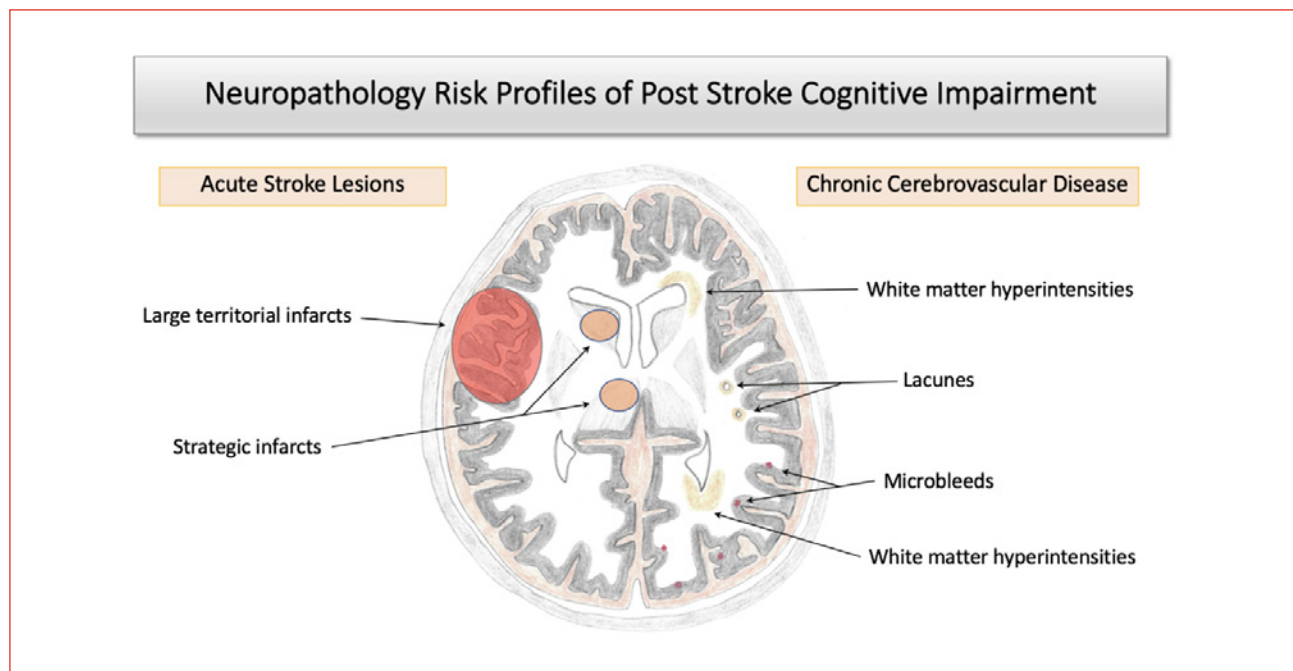 Neuropathology Risk Profiles of Post Stroke Cognitive Impairment
Acute Stroke Lesions
Chronic Cerebrovascular Disease
White matter hyperintensities
Large territorial infarcts
Lacunes
Strategic infarcts
Microbleeds
White matter hyperintensities